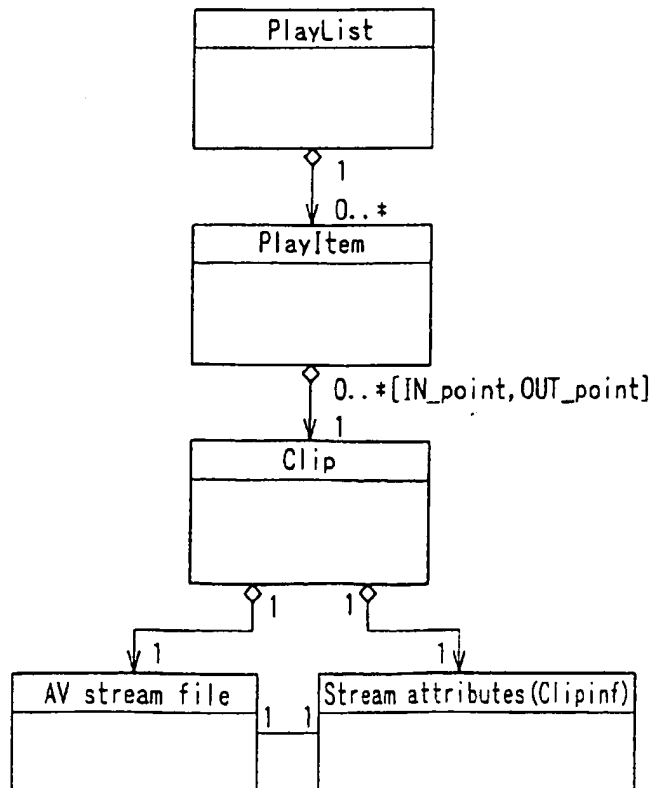 PlayList
1
0..*
PlayItem
0..*[IN_point,OUT_point]
1
Clip
1 1
1 1
AV stream file Stream attributes(Clipinf)
1 1